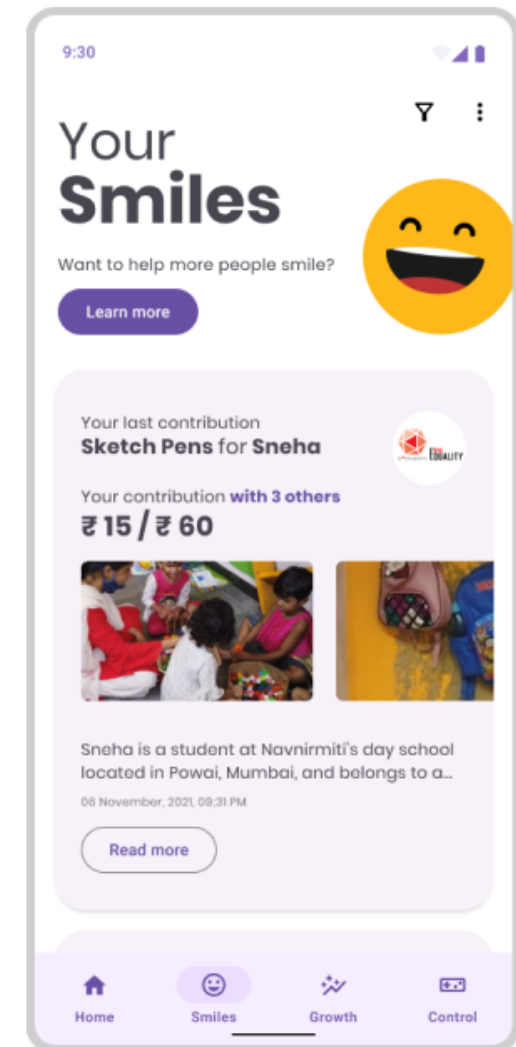 9:30
Your
Smiles
Want to help more people smile?
Learn more
Your last contribution
Sketch Pens for Sneha
EQUALITY
Your contribution with 3 others
₹ 15 / ₹ 60
Sneha is a student at Navnirmiti's day school
located in Powai, Mumbai, and belongs to a...
06 November, 2021, 09:31 PM
Read more
Home
Smiles
Growth
Control